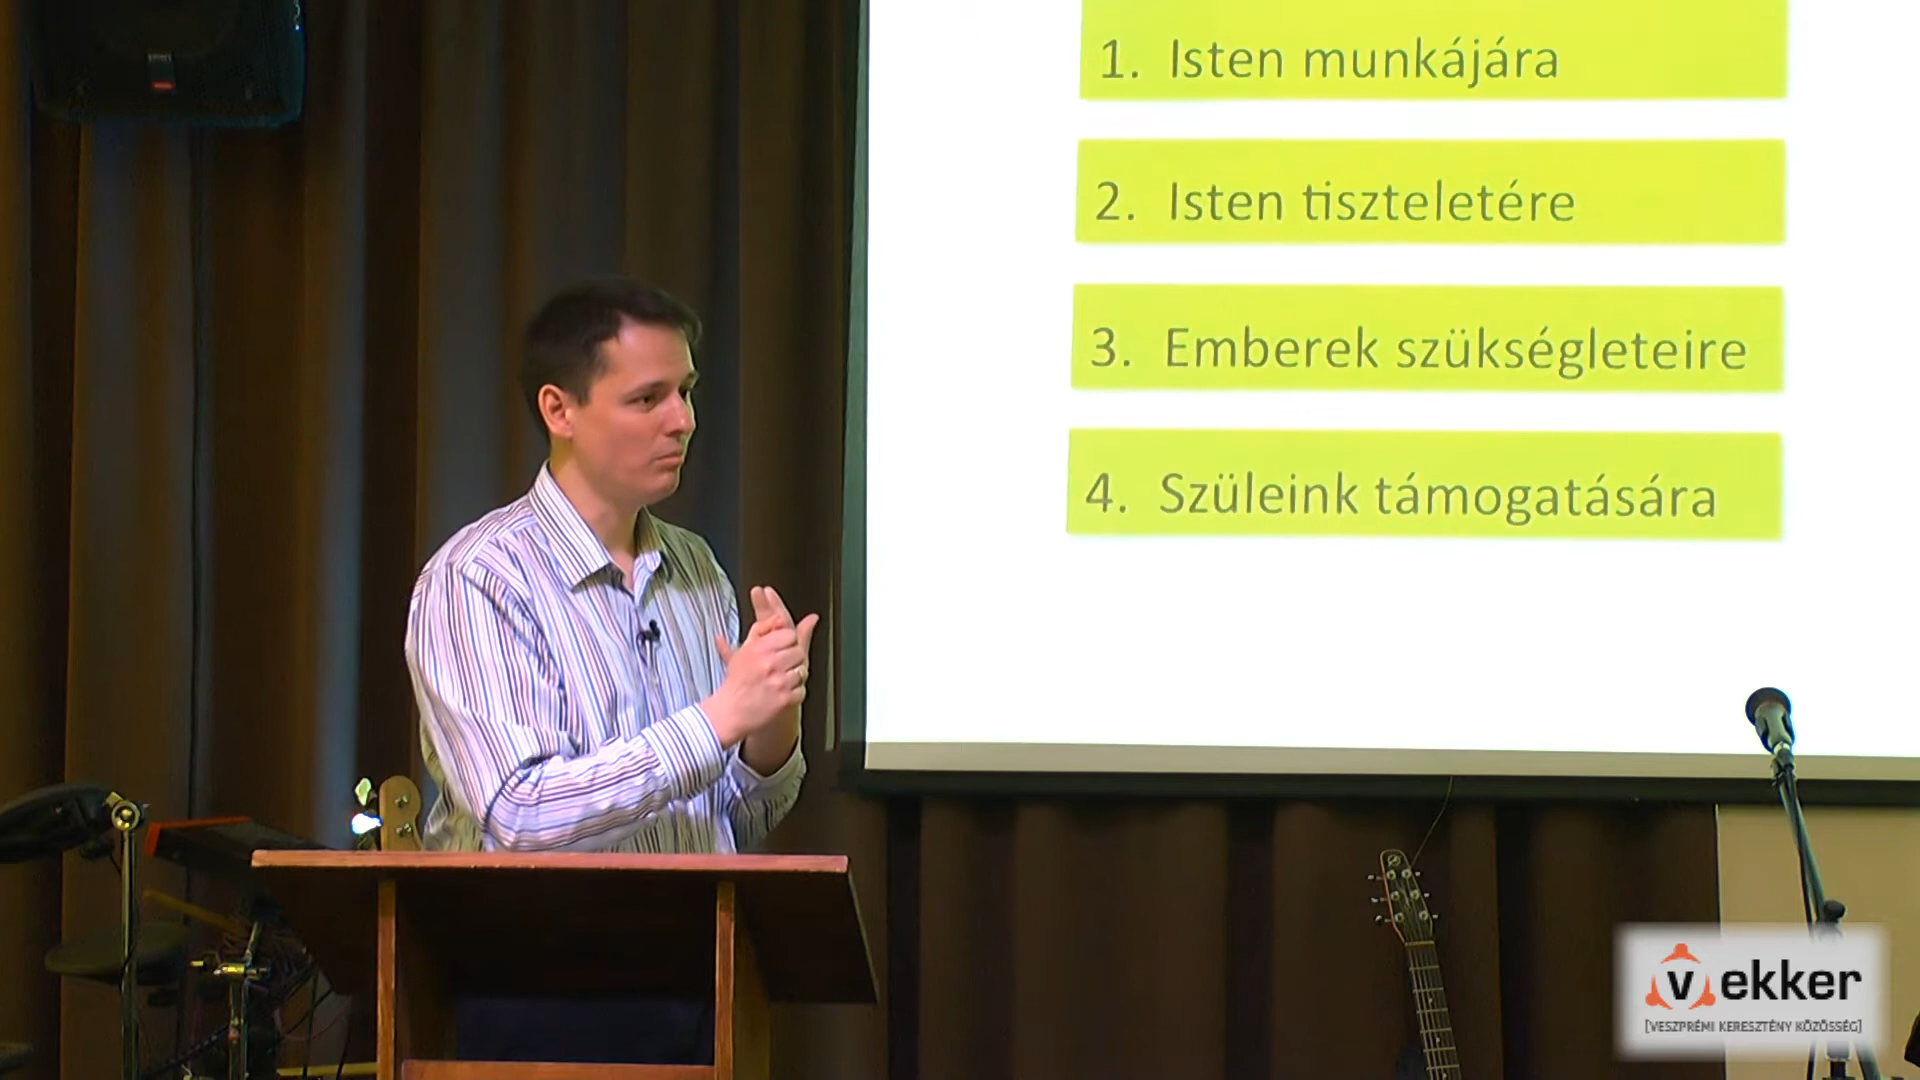 1. Isten munkájára
2. Isten tiszteletére
3. Emberek szükségleteire
4. Szüleink támogatására
vekker
[VESZPRÉMI KERESZTÉNY KÖZÖSSÉG]